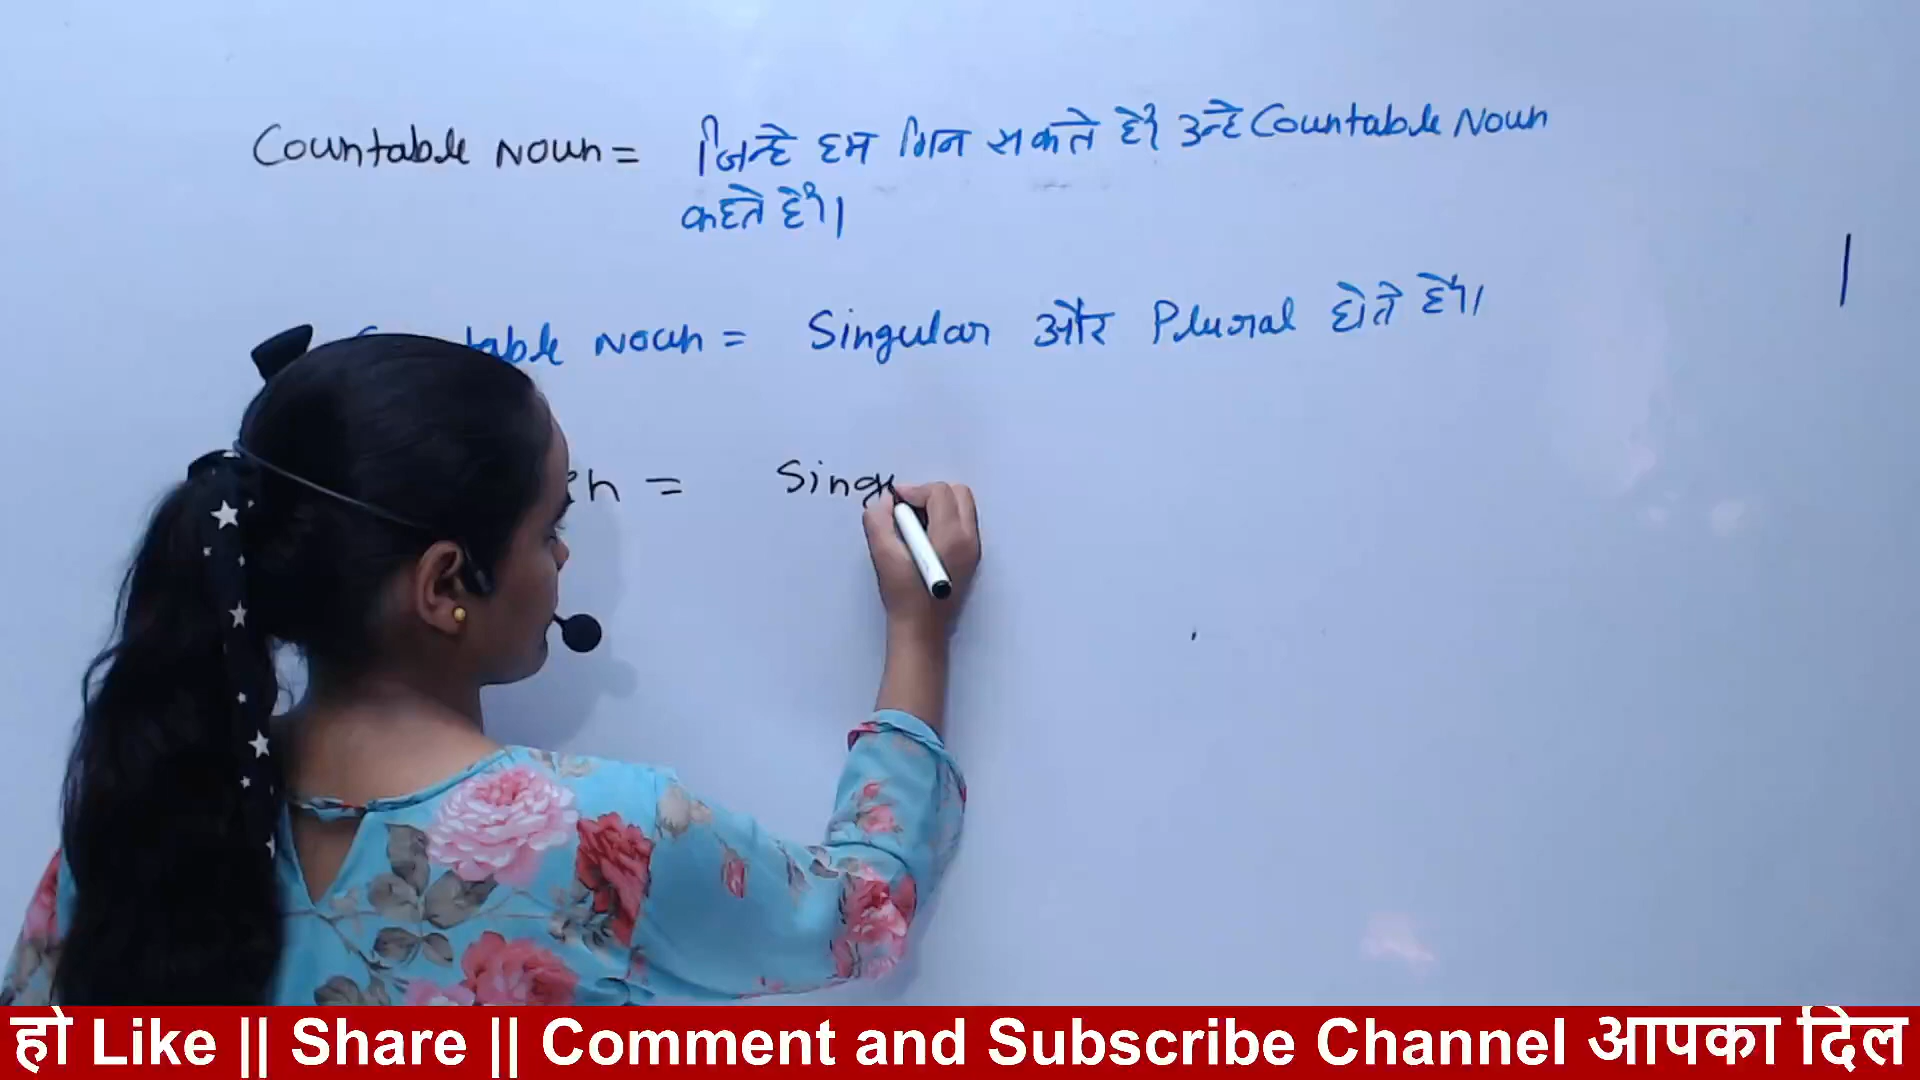 Countable Noun = जिन्हे हम गिन सकते है। उन्हे Countable Noun
कहते है।
table Noun = Singular और Plural होते है।
= Singu
हो Like || Share || Comment and Subscribe Channel आपका दिल